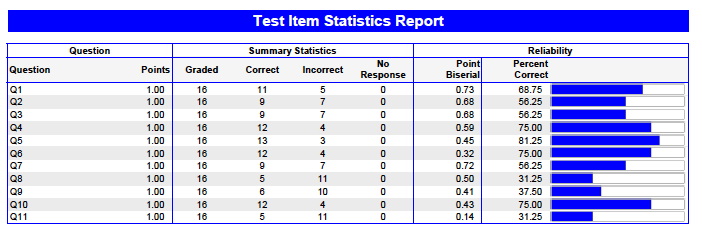 Test Item Statistics Report
Question Summary Statistics Reliability
Question Points Graded Correct Incorrect No Response Point Biserial Percent Correct
Q1 1.00 16 11 5 0 0.73 68.75
Q2 1.00 16 9 7 0 0.68 56.25
Q3 1.00 16 9 7 0 0.68 56.25
Q4 1.00 16 12 4 0 0.59 75.00
Q5 1.00 16 13 3 0 0.45 81.25
Q6 1.00 16 12 4 0 0.32 75.00
Q7 1.00 16 9 7 0 0.72 56.25
Q8 1.00 16 5 11 0 0.50 31.25
Q9 1.00 16 6 10 0 0.41 37.50
Q10 1.00 16 12 4 0 0.43 75.00
Q11 1.00 16 5 11 0 0.14 31.25